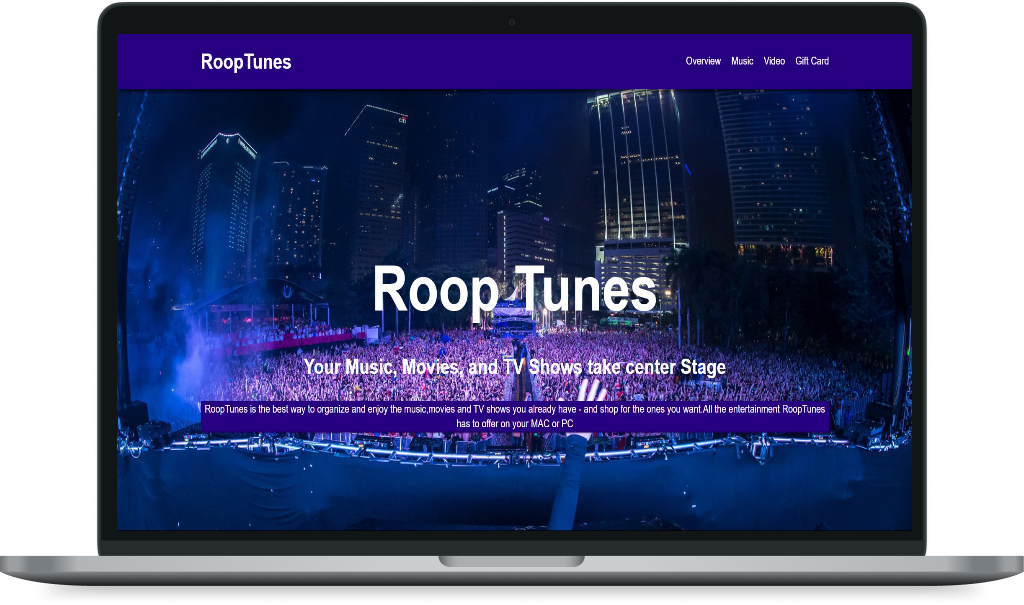 RoopTunes
Overview Music Video Gift Card
Roop Tunes
Your Music, Movies, and TV Shows take center Stage
RoopTunes is the best way to organize and enjoy the music,movies and TV shows you already have - and shop for the ones you want.All the entertainment RoopTunes
has to offer on your MAC or PC